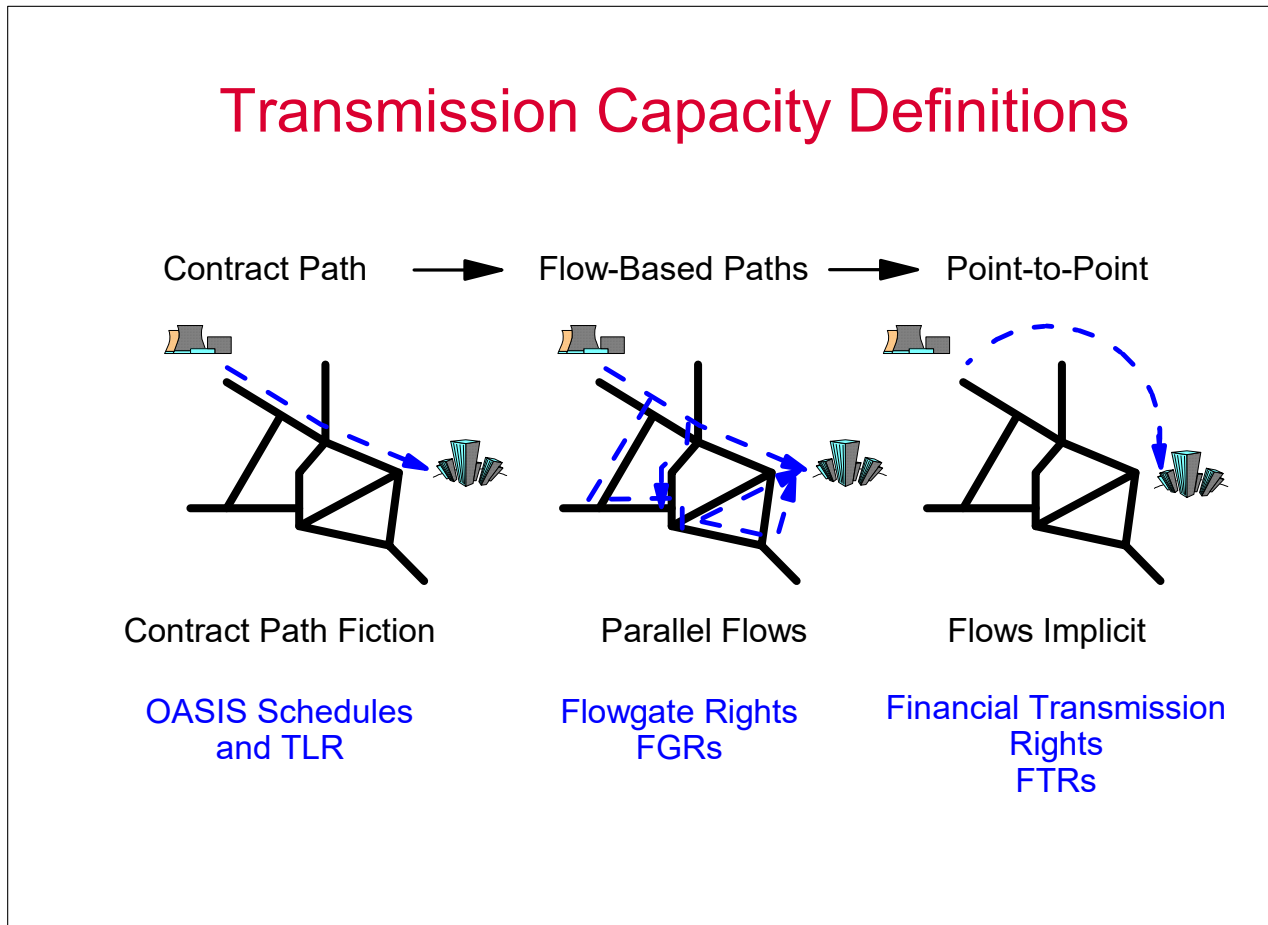 Transmission Capacity Definitions
Contract Path
Flow-Based Paths
Point-to-Point
Contract Path Fiction
Parallel Flows
Flows Implicit
OASIS Schedules
and TLR
Flowgate Rights
FGRs
Financial Transmission
Rights
FTRs